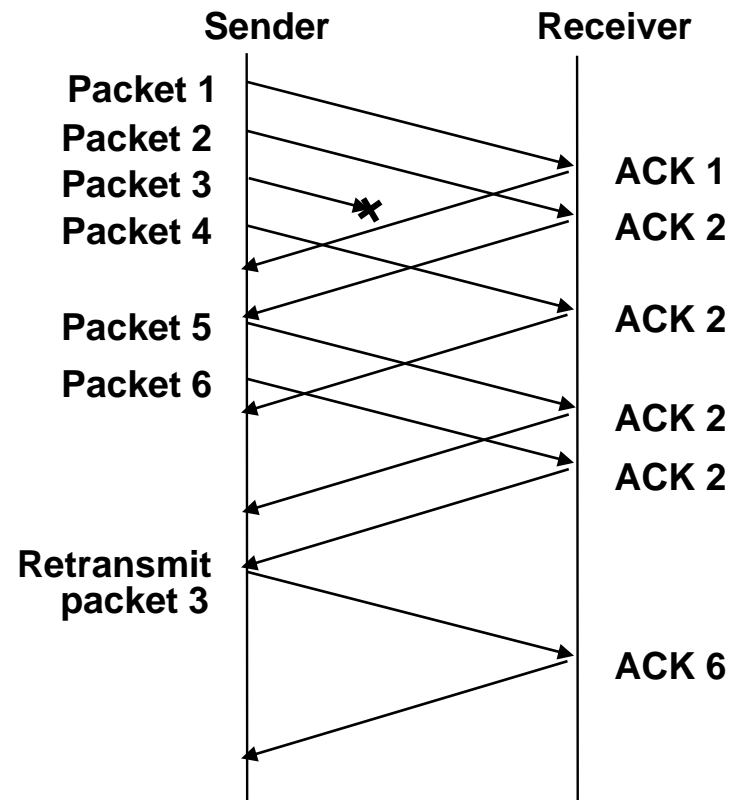 Sender Receiver
Packet 1
Packet 2
ACK 1
Packet 3
Packet 4
ACK 2
Packet 5
ACK 2
Packet 6
ACK 2
ACK 2
Retransmit
packet 3
ACK 6